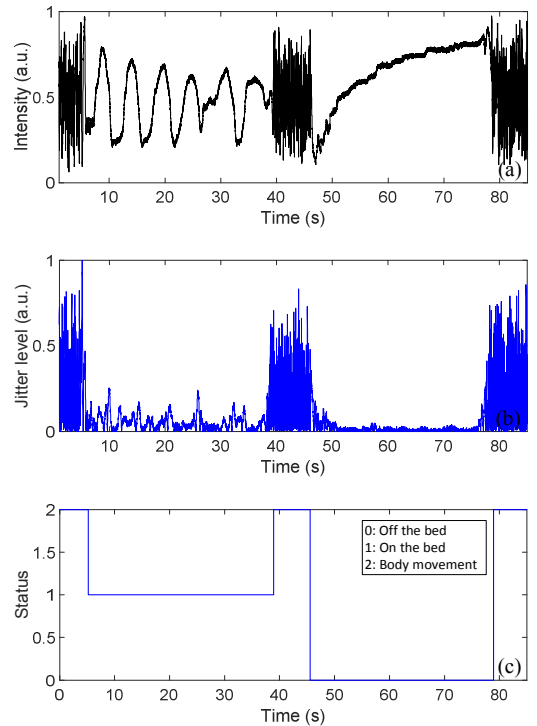 1
0.5
0
Intensity (a.u.)
(a)
10 20 30 40 50 60 70 80
Time (s)
1
0.5
0
Jitter level (a.u.)
(b)
10 20 30 40 50 60 70 80
Time (s)
2
1.5
1
0.5
0
Status
0: Off the bed
1: On the bed
2: Body movement
(c)
0 10 20 30 40 50 60 70 80
Time (s)